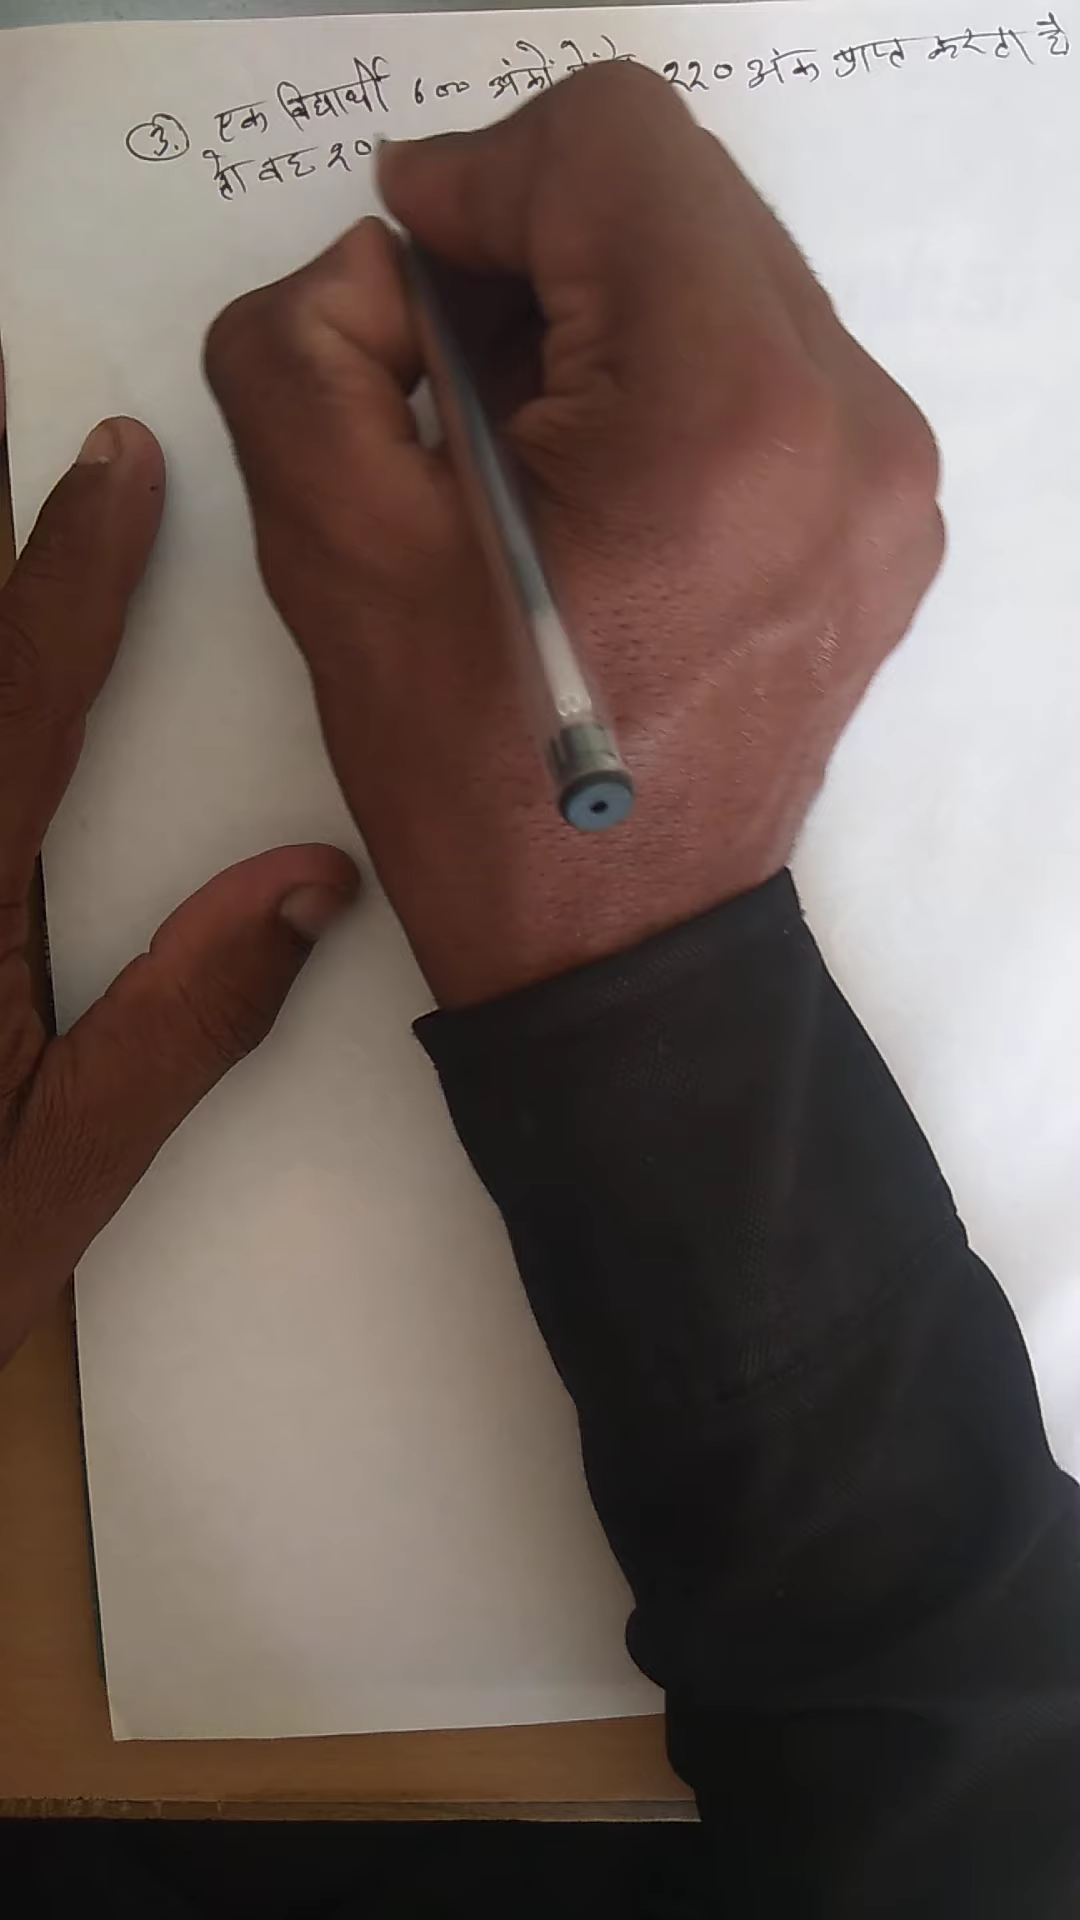 ③. एक विद्यार्थी 600 अंकों में से 220 अंक प्राप्त करता है
तो वह 20